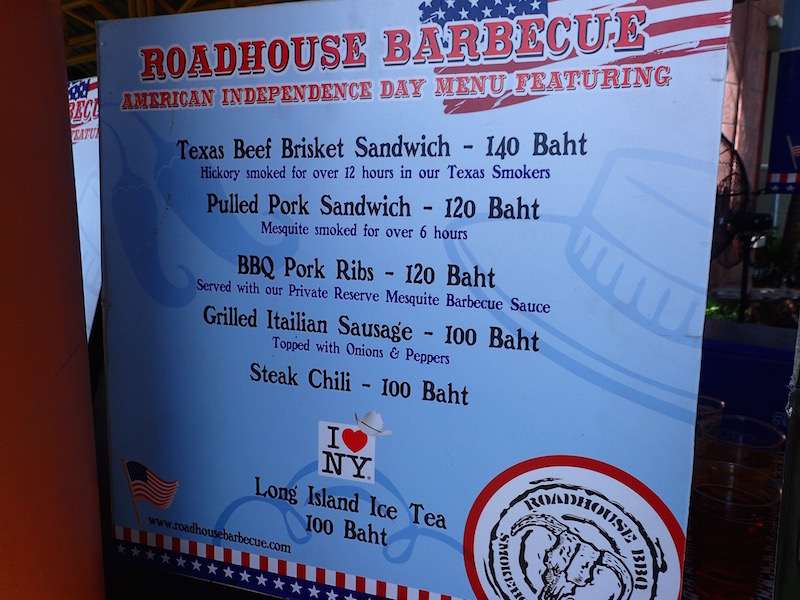 ROADHOUSE BARBECUE
AMERICAN INDEPENDENCE DAY MENU FEATURING
Texas Beef Brisket Sandwich - 140 Baht
Hickory smoked for over 12 hours in our Texas Smokers
Pulled Pork Sandwich - 120 Baht
Mesquite smoked for over 6 hours
BBQ Pork Ribs - 120 Baht
Served with our Private Reserve Mesquite Barbecue Sauce
Grilled Itailian Sausage - 100 Baht
Topped with Onions & Peppers
Steak Chili - 100 Baht
I ♥
NY
Long Island Ice Tea
100 Baht
www.roadhousebarbecue.com
ROADHOUSE BBQ